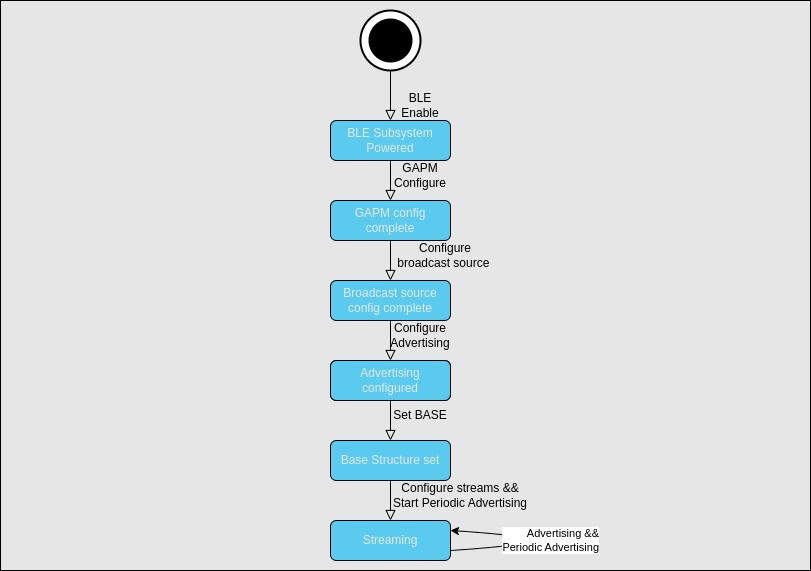 BLE
Enable
BLE Subsystem
Powered
GAPM
Configure
GAPM config
complete
Configure
broadcast source
Broadcast source
config complete
Configure
Advertising
Advertising
configured
Set BASE
Base Structure set
Configure streams &&
Start Periodic Advertising
Streaming
Advertising &&
Periodic Advertising